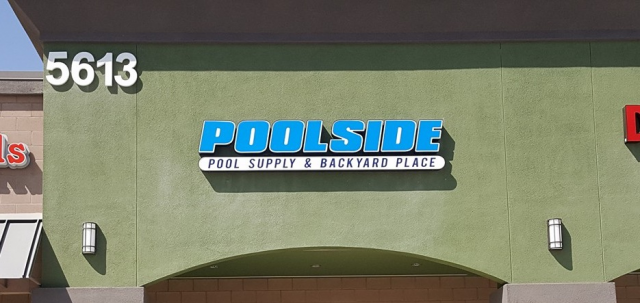 5613
POOLSIDE
POOL SUPPLY & BACKYARD PLACE